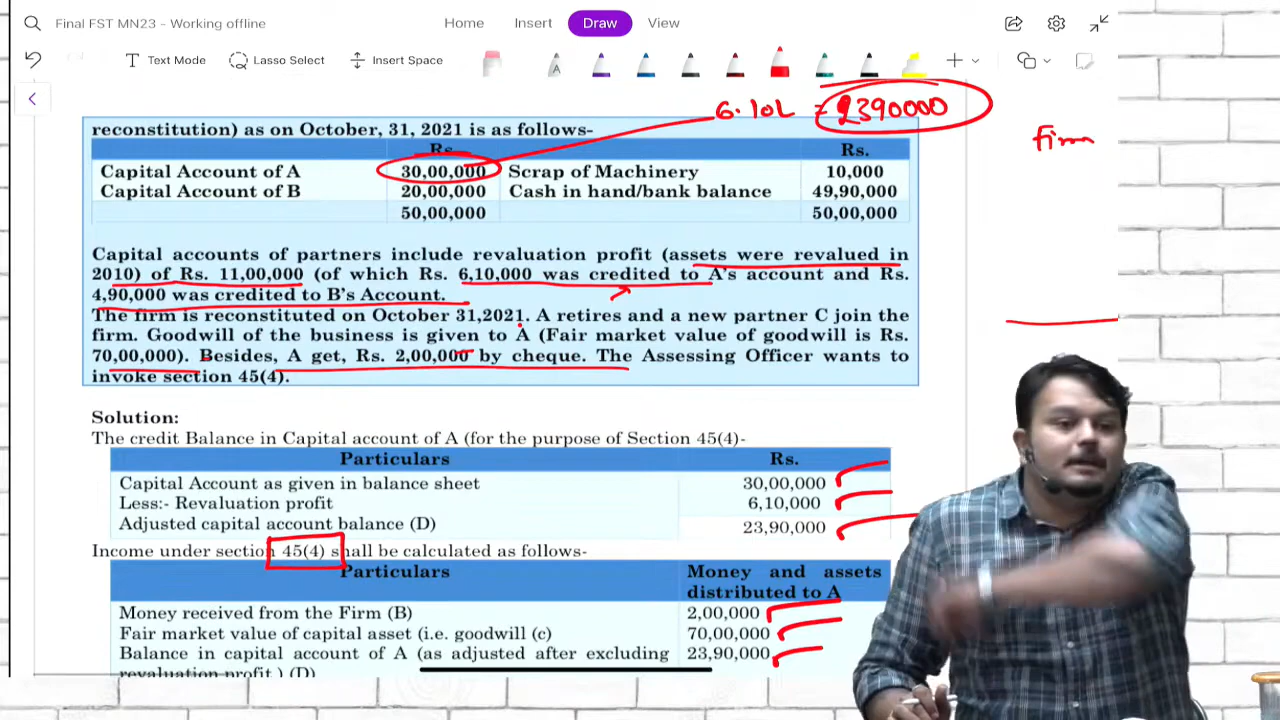 Final FST MN23 - Working offline
Home Insert Draw View
Text Mode Lasso Select Insert Space
A
6.10L = 2390000
firm
reconstitution) as on October, 31, 2021 is as follows-
Rs. Rs.
Capital Account of A 30,00,000 Scrap of Machinery 10,000
Capital Account of B 20,00,000 Cash in hand/bank balance 49,90,000
50,00,000 50,00,000
Capital accounts of partners include revaluation profit (assets were revalued in
2010) of Rs. 11,00,000 (of which Rs. 6,10,000 was credited to A's account and Rs.
4,90,000 was credited to B's Account.
The firm is reconstituted on October 31,2021. A retires and a new partner C join the
firm. Goodwill of the business is given to A (Fair market value of goodwill is Rs.
70,00,000). Besides, A get, Rs. 2,00,000 by cheque. The Assessing Officer wants to
invoke section 45(4).
Solution:
The credit Balance in Capital account of A (for the purpose of Section 45(4)-
Particulars Rs.
Capital Account as given in balance sheet 30,00,000
Less:- Revaluation profit 6,10,000
Adjusted capital account balance (D) 23,90,000
Income under section 45(4) shall be calculated as follows-
Particulars Money and assets
distributed to A
Money received from the Firm (B) 2,00,000
Fair market value of capital asset (i.e. goodwill (c) 70,00,000
Balance in capital account of A (as adjusted after excluding 23,90,000
revaluation profit ) (D)